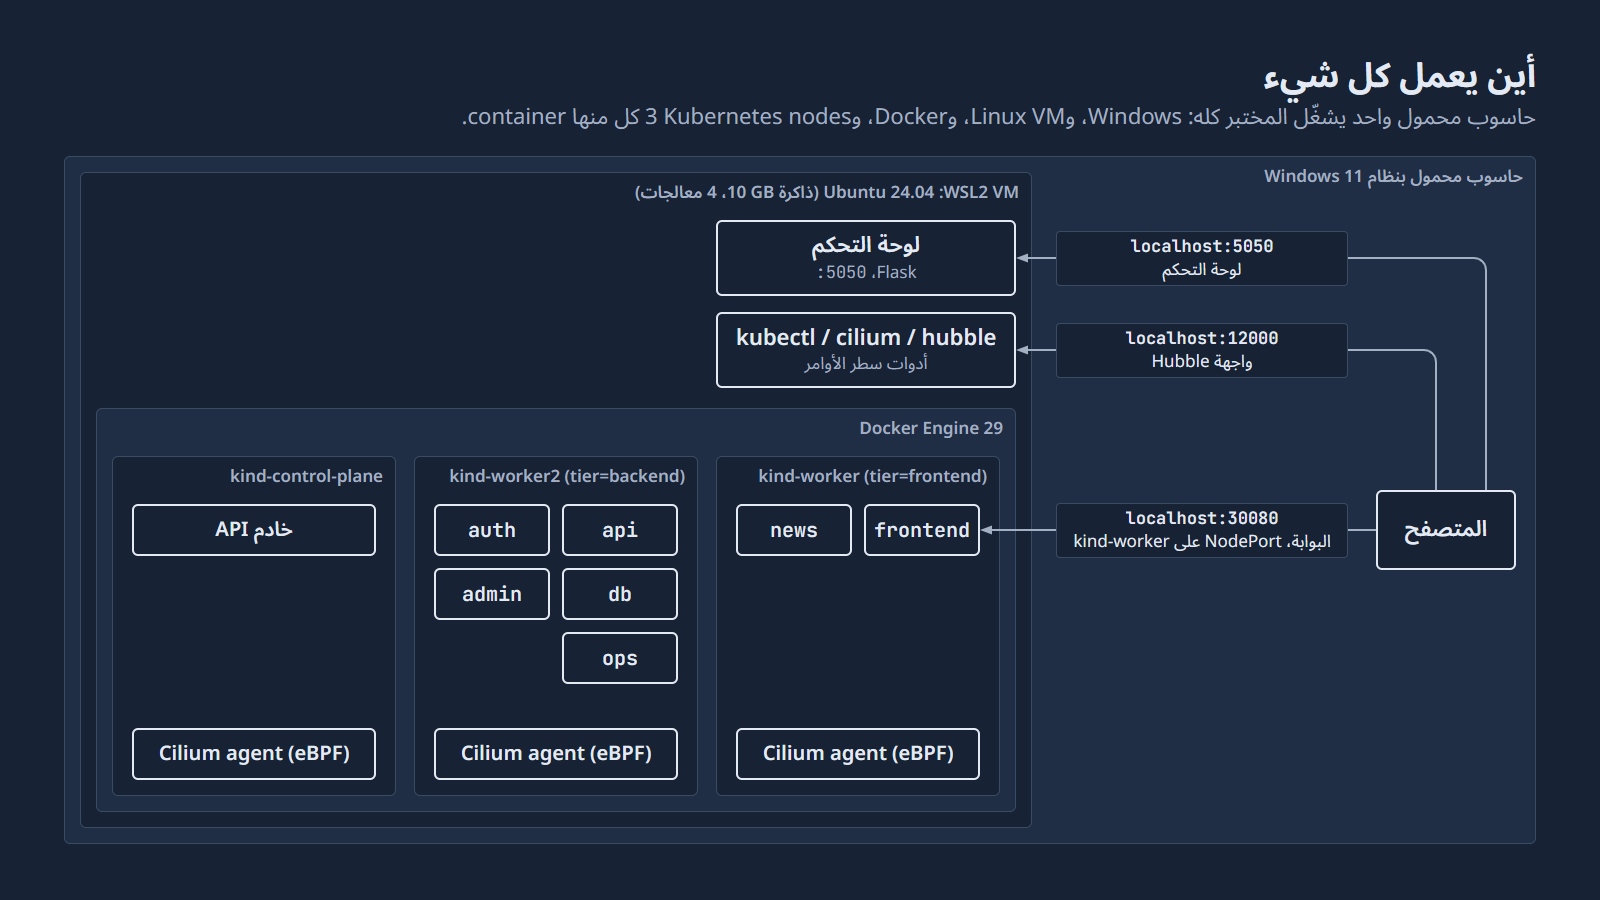 أين يعمل كل شيء
حاسوب محمول واحد يشغّل المختبر كله: Windows، وLinux VM، وDocker، و3 Kubernetes nodes كل منها container.
حاسوب محمول بنظام Windows 11
WSL2 VM: Ubuntu 24.04 (ذاكرة 10 GB، 4 معالجات)
لوحة التحكم
Flask، 5050:
localhost:5050
لوحة التحكم
kubectl / cilium / hubble
أدوات سطر الأوامر
localhost:12000
واجهة Hubble
Docker Engine 29
المتصفح
localhost:30080
البوابة، NodePort على kind-worker
kind-worker (tier=frontend)
frontend
news
Cilium agent (eBPF)
kind-worker2 (tier=backend)
api
auth
db
admin
ops
Cilium agent (eBPF)
kind-control-plane
خادم API
Cilium agent (eBPF)